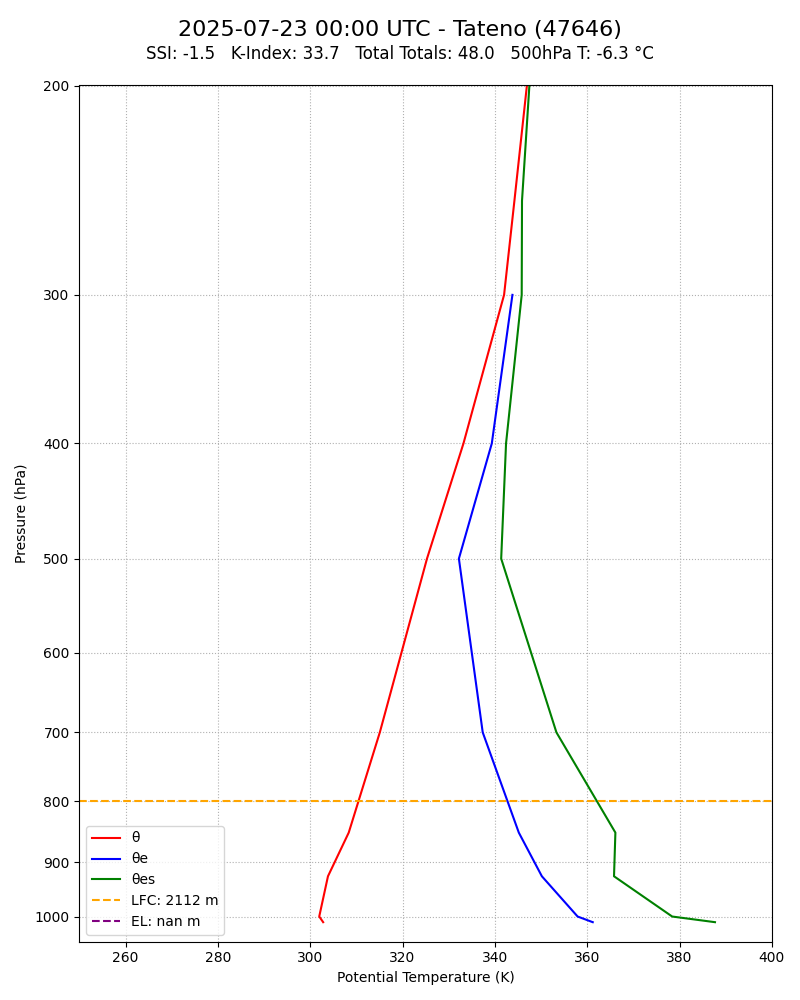 2025-07-23 00:00 UTC - Tateno (47646)
SSI: -1.5   K-Index: 33.7   Total Totals: 48.0   500hPa T: -6.3 °C
200
300
400
500
600
700
800
900
1000
Pressure (hPa)
θ
θe
θes
LFC: 2112 m
EL: nan m
260 280 300 320 340 360 380 400
Potential Temperature (K)